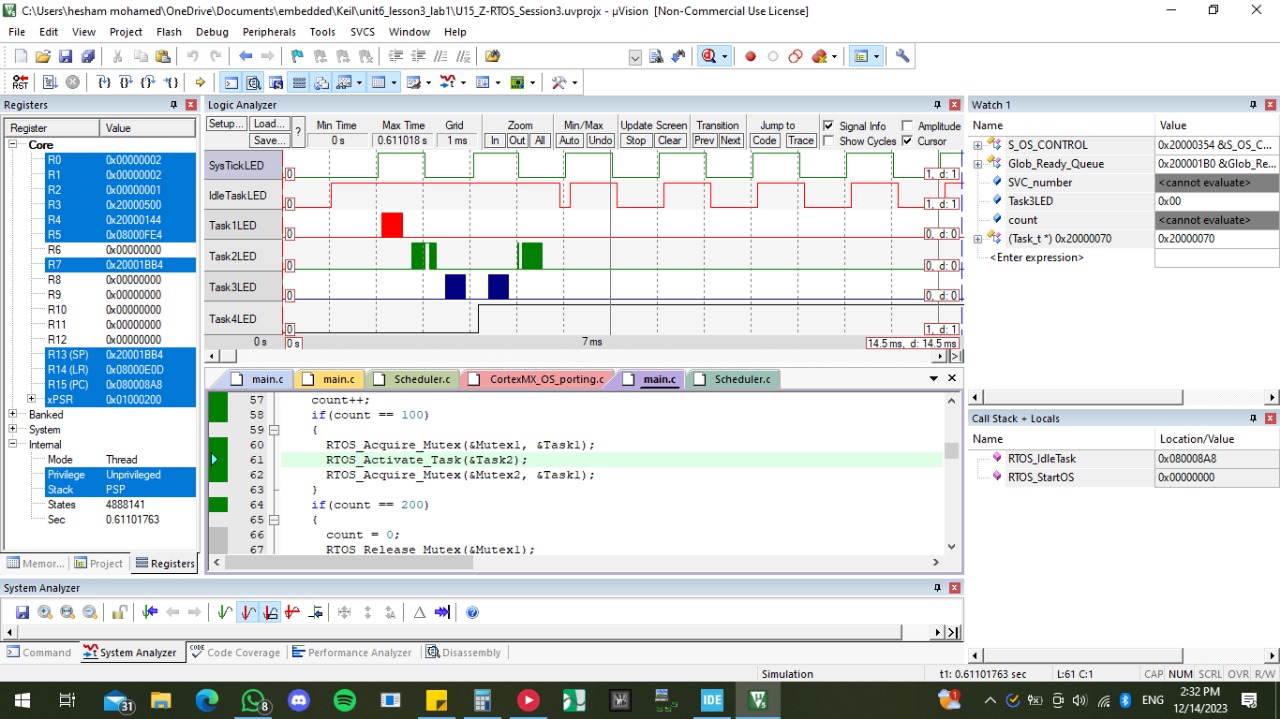 C:\Users\hesham mohamed\OneDrive\Documents\embedded\Keil\unit6_lesson3_lab1\U15_Z-RTOS_Session3.uvprojx - µVision [Non-Commercial Use License]
File Edit View Project Flash Debug Peripherals Tools SVCS Window Help
RST
Registers
Register Value
Core
R0 0x00000002
R1 0x00000002
R2 0x00000001
R3 0x20000500
R4 0x20000144
R5 0x08000FE4
R6 0x00000000
R7 0x20001BB4
R8 0x00000000
R9 0x00000000
R10 0x00000000
R11 0x00000000
R12 0x00000000
R13 (SP) 0x20001BB4
R14 (LR) 0x08000E0D
R15 (PC) 0x080008A8
xPSR 0x01000200
Banked
System
Internal
Mode Thread
Privilege Unprivileged
Stack PSP
States 4888141
Sec 0.61101763
Memor... Project Registers
Logic Analyzer
Setup... Load... Save... ?
Min Time Max Time Grid Zoom Min/Max Update Screen Transition Jump to Signal Info Amplitude
0 s 0.611018 s 1 ms In Out All Auto Undo Stop Clear Prev Next Code Trace Show Cycles Cursor
SysTickLED 0 1, d: 1
IdleTaskLED 0 1, d: 1
Task1LED 0 0, d: 0
Task2LED 0 0, d: 0
Task3LED 0 0, d: 0
Task4LED 0 1, d: 1
0 s 0 s 7 ms 14.5 ms, d: 14.5 ms
main.c main.c Scheduler.c CortexMX_OS_porting.c main.c Scheduler.c
57 count++;
58 if(count == 100)
59 {
60 RTOS_Acquire_Mutex(&Mutex1, &Task1);
61 RTOS_Activate_Task(&Task2);
62 RTOS_Acquire_Mutex(&Mutex2, &Task1);
63 }
64 if(count == 200)
65 {
66 count = 0;
67 RTOS_Release_Mutex(&Mutex1);
Watch 1
Name Value
S_OS_CONTROL 0x20000354 &S_OS_C...
Glob_Ready_Queue 0x200001B0 &Glob_Re...
SVC_number <cannot evaluate>
Task3LED 0x00
count <cannot evaluate>
(Task_t *) 0x20000070 0x20000070
<Enter expression>
Call Stack + Locals
Name Location/Value
RTOS_IdleTask 0x080008A8
RTOS_StartOS 0x00000000
System Analyzer
Command System Analyzer Code Coverage Performance Analyzer Disassembly
Simulation t1: 0.61101763 sec L:61 C:1 CAP NUM SCRL OVR R/W
31 8 IDE 1 ENG 2:32 PM
12/14/2023